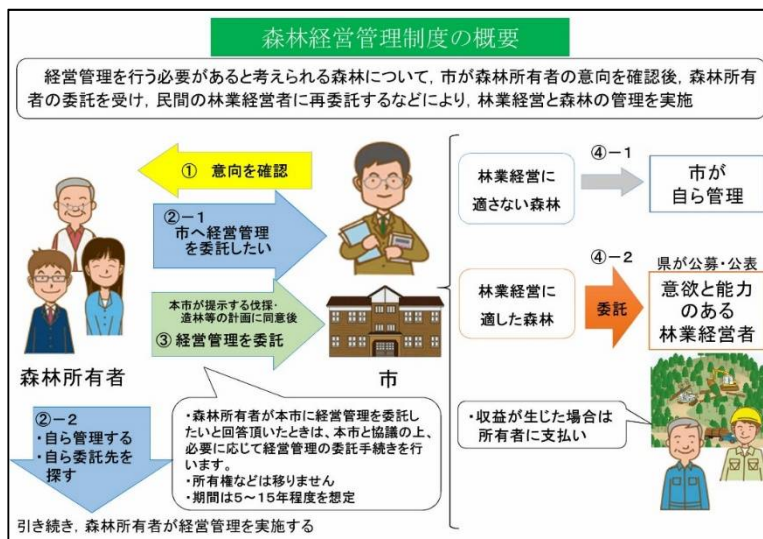 森林経営管理制度の概要
経営管理を行う必要があると考えられる森林について，市が森林所有者の意向を確認後，森林所有
者の委託を受け，民間の林業経営者に再委託するなどにより，林業経営と森林の管理を実施
① 意向を確認
②－1
市へ経営管理
を委託したい
本市が提示する伐採・
造林等の計画に同意後
③ 経営管理を委託
森林所有者
市
②－2
・自ら管理する
・自ら委託先を
探す
・森林所有者が本市に経営管理を委託し
たいと回答頂いたときは、本市と協議の上、
必要に応じて経営管理の委託手続きを行
います。
・所有権などは移りません
・期間は5～15年程度を想定
引き続き，森林所有者が経営管理を実施する
林業経営に
適さない森林
④－1
市が
自ら管理
林業経営に
適した森林
④－2
委託
県が公募・公表
意欲と能力
のある
林業経営者
・収益が生じた場合は
所有者に支払い